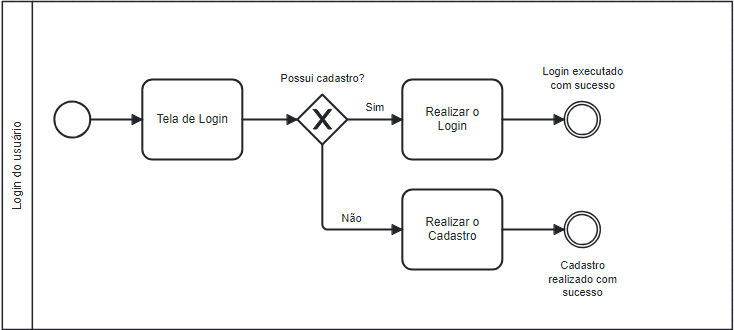 Login do usuário
Tela de Login
Possui cadastro?
Sim
Realizar o
Login
Login executado
com sucesso
Não
Realizar o
Cadastro
Cadastro
realizado com
sucesso